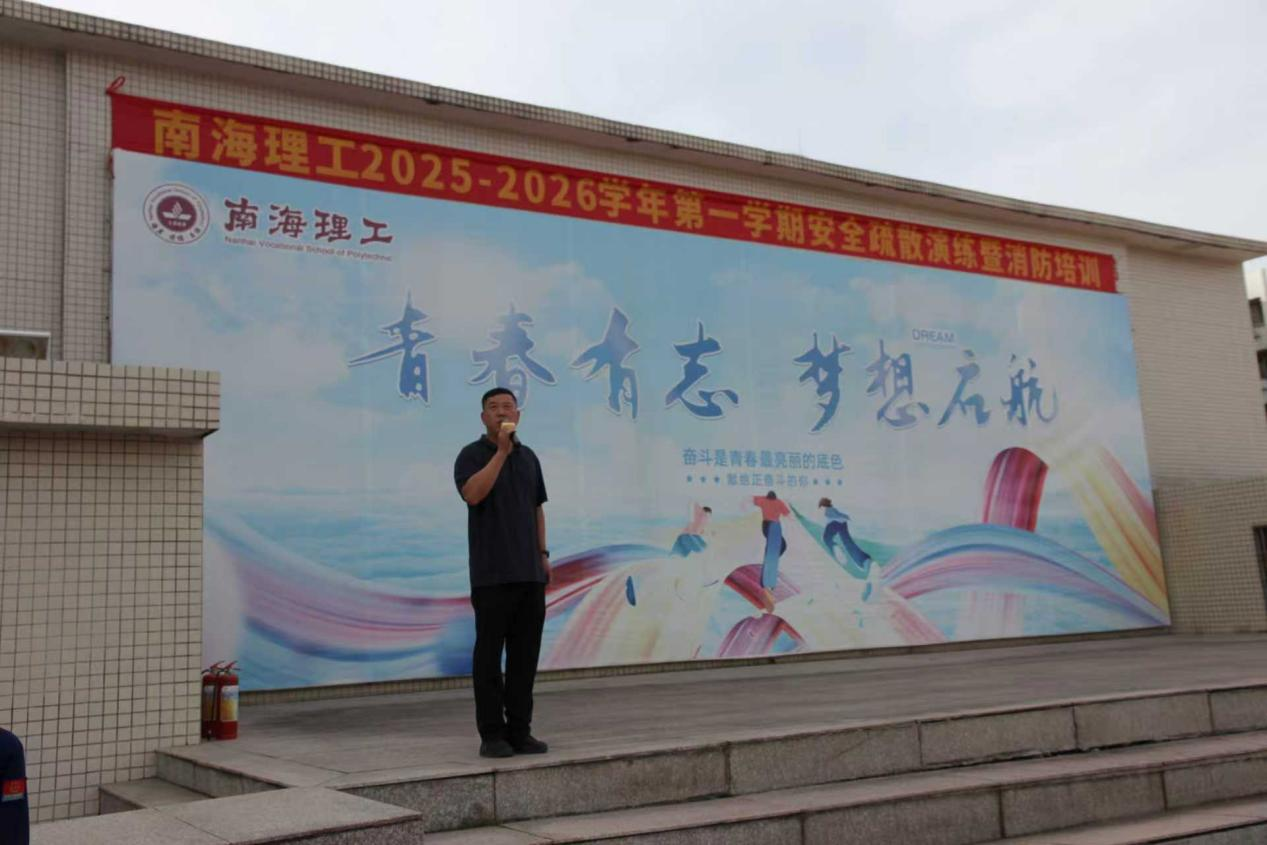 南海理工2025-2026学年第一学期安全疏散演练暨消防培训
南海理工
Nanhai Vocational School of Polytechnic
青春有志 梦想启航
DREAM
奋斗是青春最亮丽的底色
献给正奋斗的你